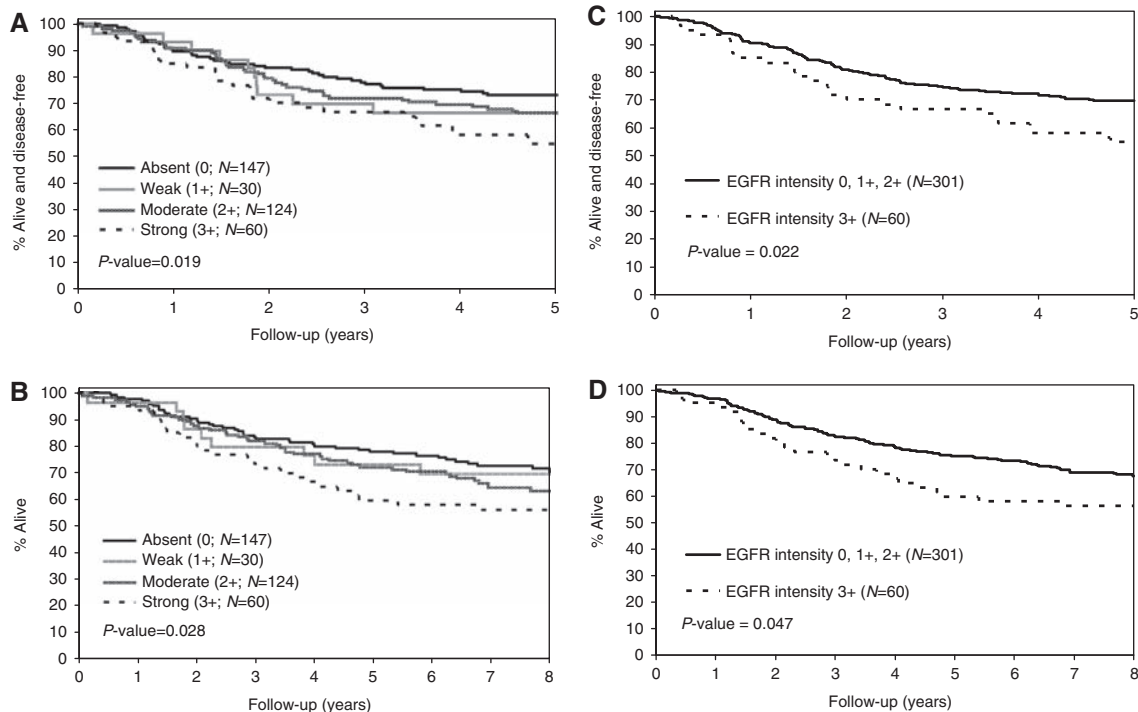 A
% Alive and disease-free
100
90
80
70
60
50
40
30
20
10
0
Absent (0; N=147)
Weak (1+; N=30)
Moderate (2+; N=124)
Strong (3+; N=60)
P-value=0.019
0 1 2 3 4 5
Follow-up (years)
C
% Alive and disease-free
100
90
80
70
60
50
40
30
20
10
0
EGFR intensity 0, 1+, 2+ (N=301)
EGFR intensity 3+ (N=60)
P-value = 0.022
0 1 2 3 4 5
Follow-up (years)
B
% Alive
100
90
80
70
60
50
40
30
20
10
0
Absent (0; N=147)
Weak (1+; N=30)
Moderate (2+; N=124)
Strong (3+; N=60)
P-value=0.028
0 1 2 3 4 5 6 7 8
Follow-up (years)
D
% Alive
100
90
80
70
60
50
40
30
20
10
0
EGFR intensity 0, 1+, 2+ (N=301)
EGFR intensity 3+ (N=60)
P-value = 0.047
0 1 2 3 4 5 6 7 8
Follow-up (years)